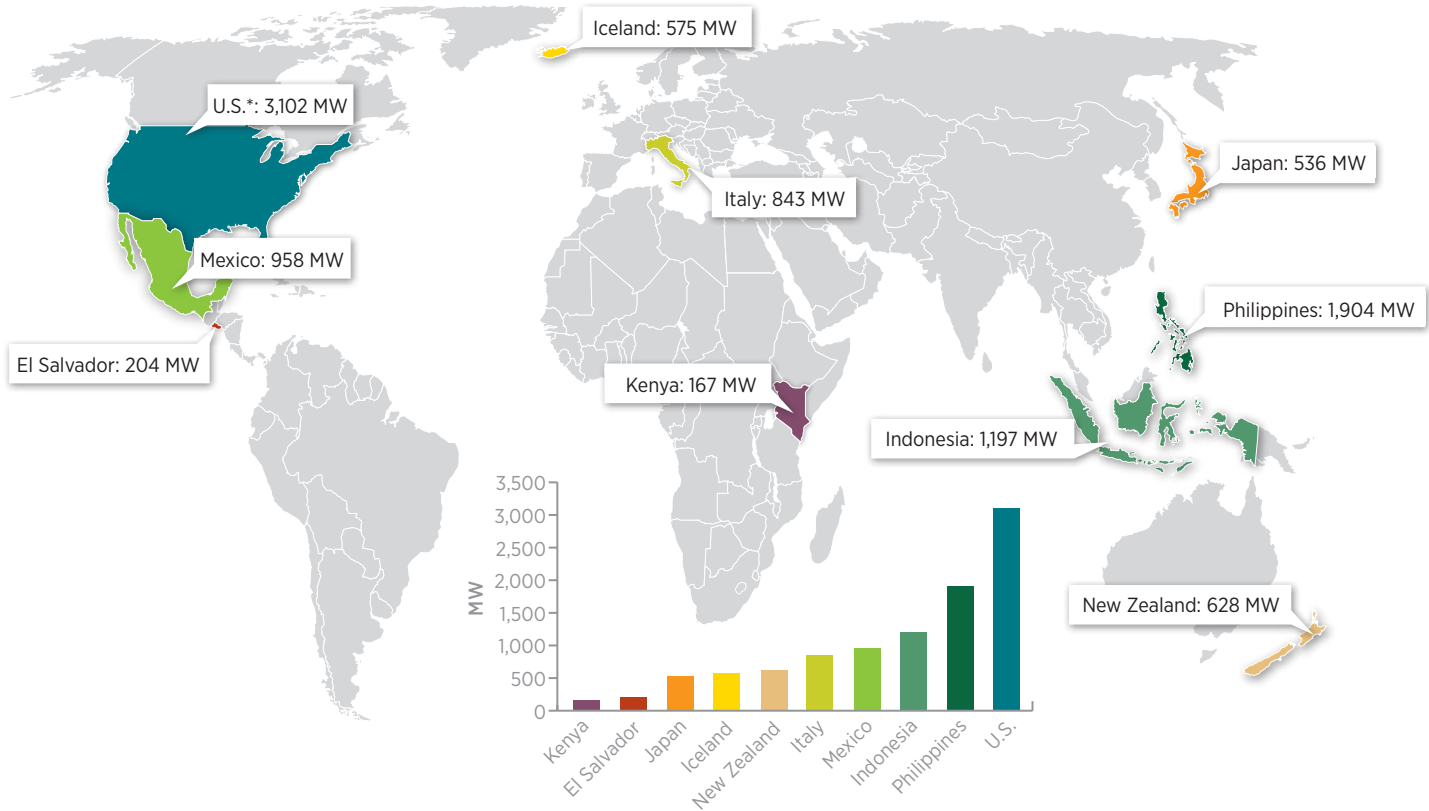 Iceland: 575 MW
U.S.*: 3,102 MW
Japan: 536 MW
Italy: 843 MW
Mexico: 958 MW
Philippines: 1,904 MW
El Salvador: 204 MW
Kenya: 167 MW
Indonesia: 1,197 MW
New Zealand: 628 MW
MW
3,500
3,000
2,500
2,000
1,500
1,000
500
0
Kenya
El Salvador
Japan
Iceland
New Zealand
Italy
Mexico
Indonesia
Philippines
U.S.